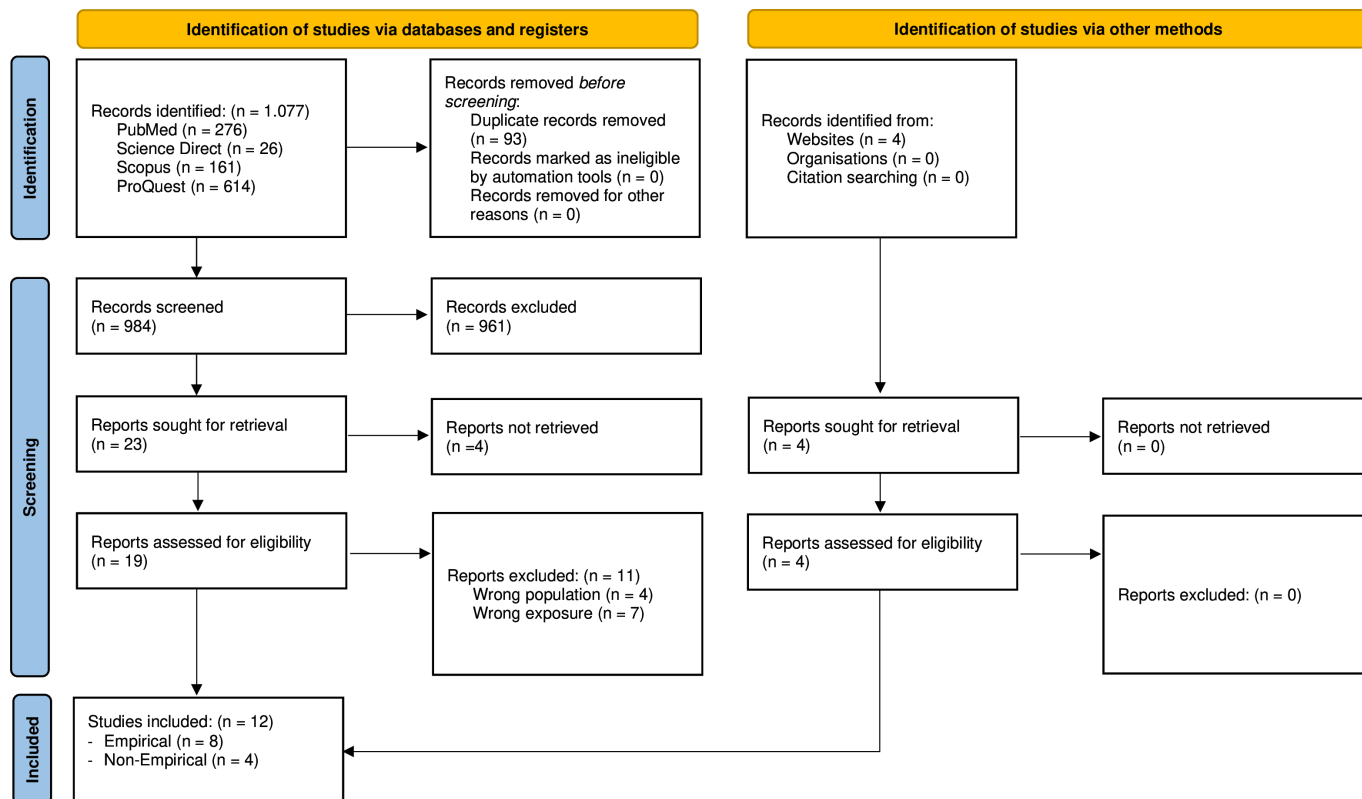 Identification of studies via databases and registers
Identification of studies via other methods
Identification
Records identified: (n = 1.077)
PubMed = 276)
Science Direct (n = 26)
Scopus = 161)
ProQuest = 614)
Records removed before
screening:
Duplicate records removed
(n = 93)
Records marked as ineligible
by automation tools (n = 0)
Records removed for other
reasons (n = 0)
Records identified from:
Websites (n = 4)
Organisations (n = 0)
Citation searching (n = 0)
Screening
Records screened
(n = 984)
Records excluded
(n = 961)
Reports sought for retrieval
(n = 23)
Reports not retrieved
(n =4)
Reports sought for retrieval
(n = 4)
Reports not retrieved
(n = 0)
Reports assessed for eligibility
(n = 19)
Reports excluded: (n = 11)
Wrong population (n = 4)
Wrong exposure (n = 7)
Reports assessed for eligibility
(n = 4)
Reports excluded: (n = 0)
Included
Studies included: (n = 12)
- Empirical (n = 8)
- Non-Empirical (n = 4)